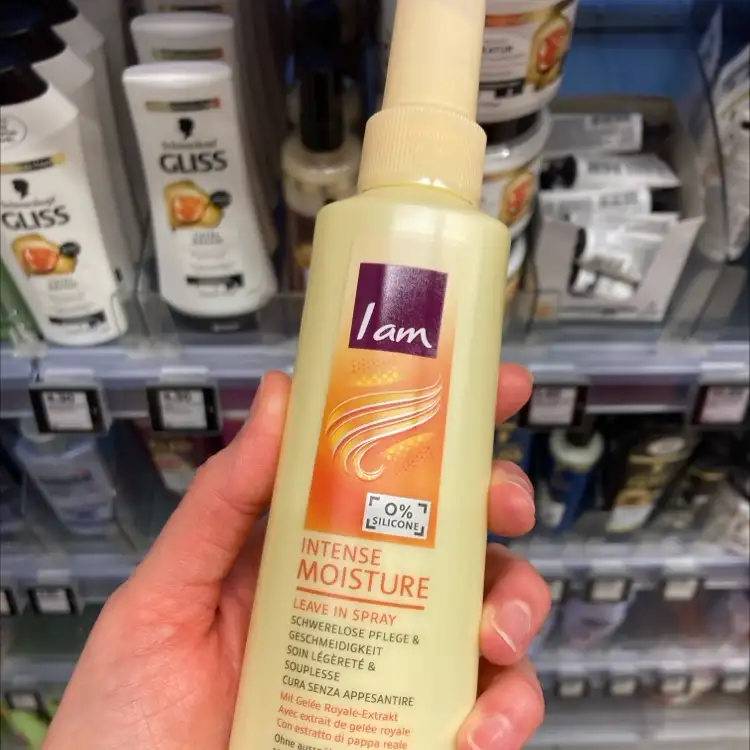 I am
0%
SILICONE
INTENSE
MOISTURE
LEAVE IN SPRAY
SCHWERELOSE PFLEGE &
GESCHMEIDIGKEIT
SOIN LÉGÈRETÉ &
SOUPLESSE
CURA SENZA APPESANTIRE
Mit Gelée Royale-Extrakt
Avec extrait de gelée royale
Con estratto di pappa reale
Schwarzkopf
GLISS
GLISS